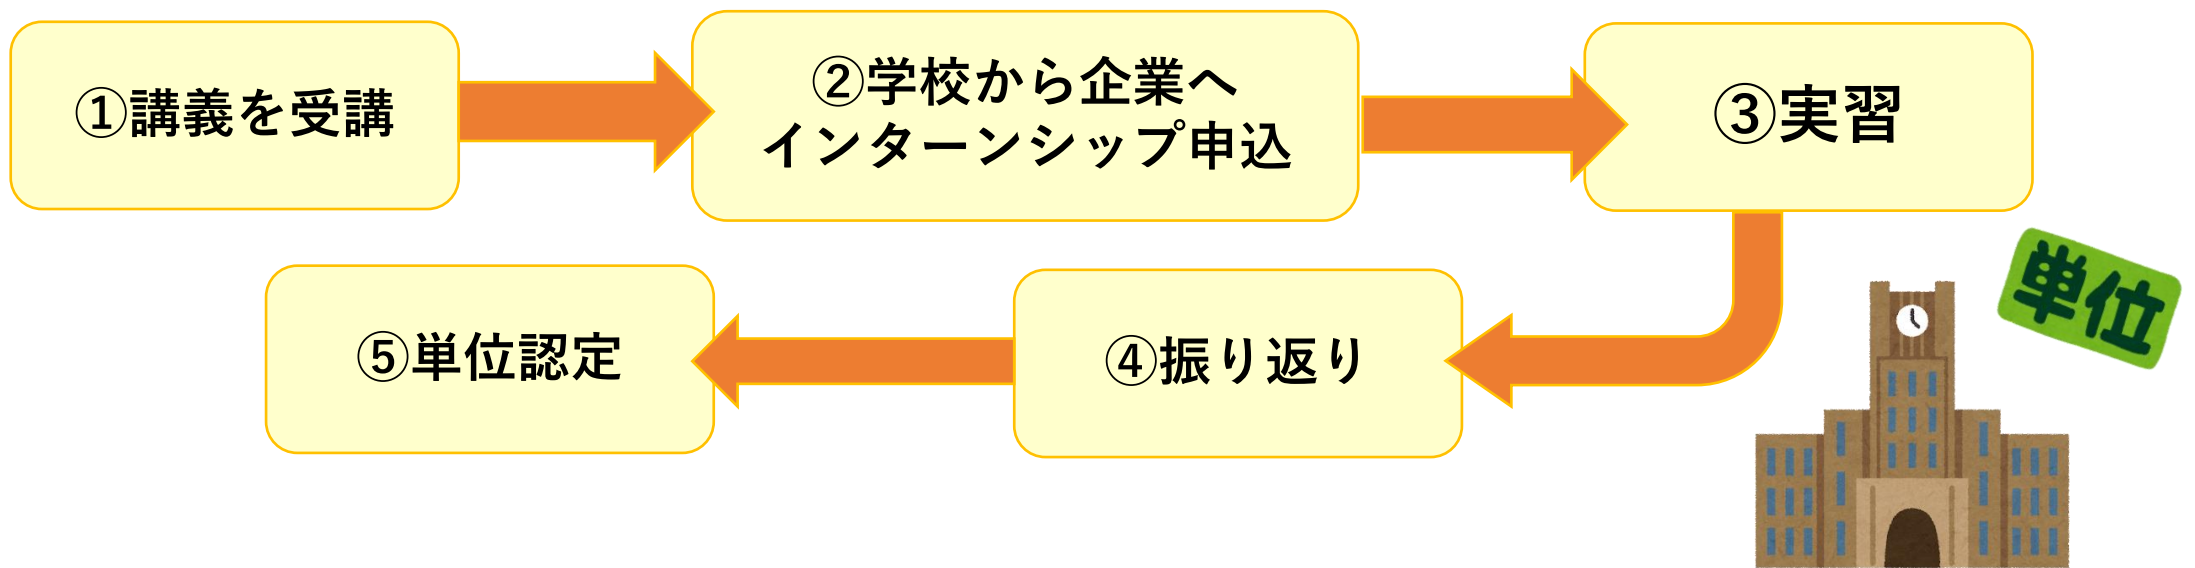 ①講義を受講
②学校から企業へ
インターンシップ申込
③実習
④振り返り
⑤単位認定
単位